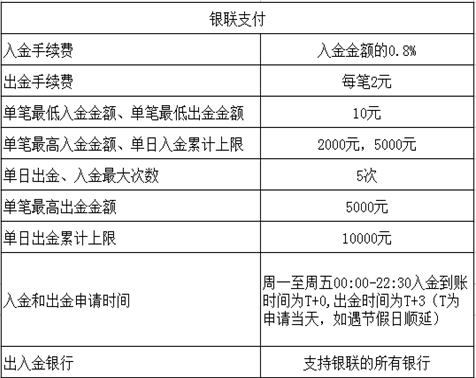 银联支付
入金手续费 入金金额的0.8%
出金手续费 每笔2元
单笔最低入金金额、单笔最低出金金额 10元
单笔最高入金金额、单日入金累计上限 2000元，5000元
单日出金、入金最大次数 5次
单笔最高出金金额 5000元
单日出金累计上限 10000元
入金和出金申请时间 周一至周五00:00-22:30入金到账
时间为T+0,出金时间为T+3（T为
申请当天，如遇节假日顺延）
出入金银行 支持银联的所有银行